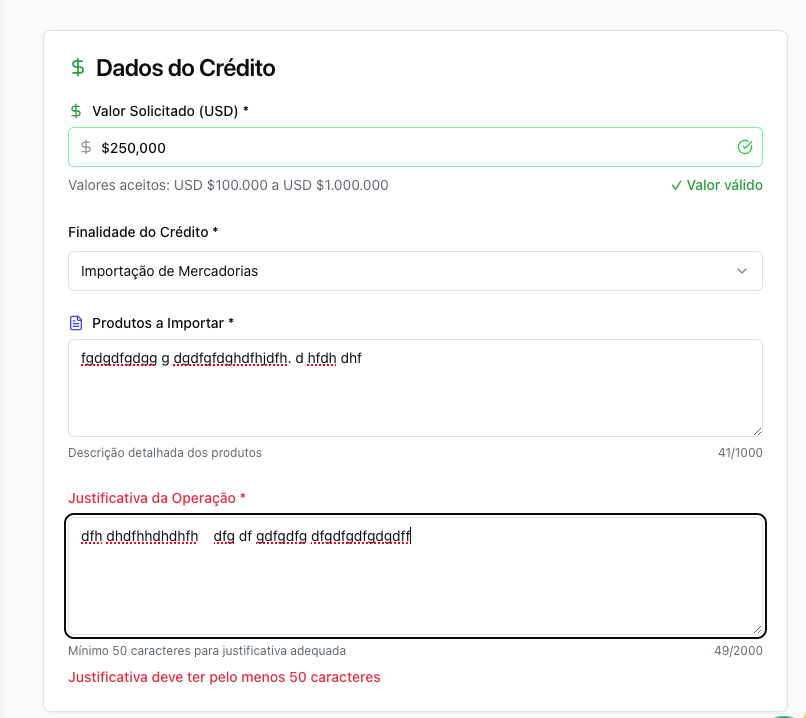 Dados do Crédito
Valor Solicitado (USD) *
$250,000
Valores aceitos: USD $100.000 a USD $1.000.000
✓ Valor válido
Finalidade do Crédito *
Importação de Mercadorias
Produtos a Importar *
fgdgdfgdgg g dgdfgfdghdfhjdfh. d hfdh dhf
Descrição detalhada dos produtos
41/1000
Justificativa da Operação *
dfh dhdfhhdhdhfh    dfg df gdfgdfg dfgdfgdfgdgdff
Mínimo 50 caracteres para justificativa adequada
49/2000
Justificativa deve ter pelo menos 50 caracteres